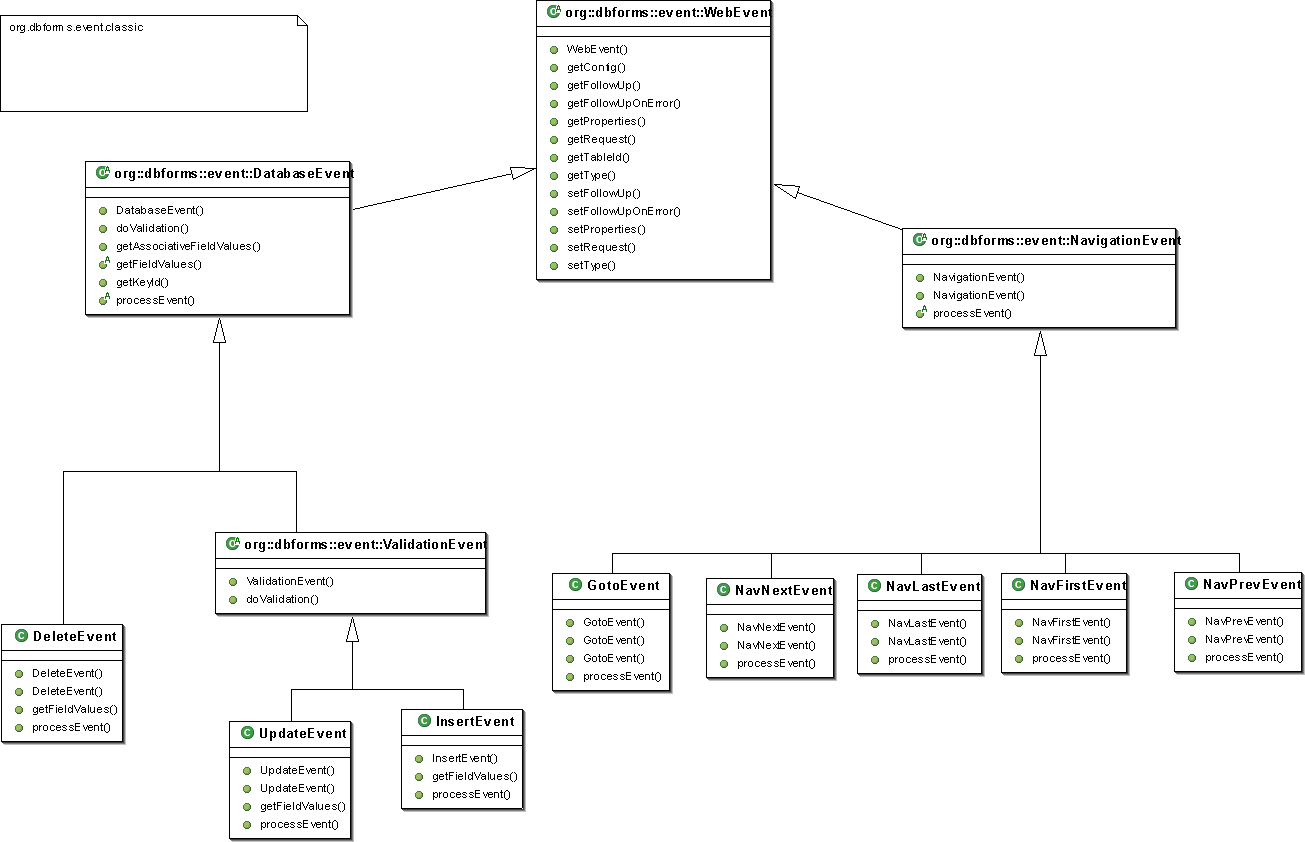 org.dbforms.event.classic
org::dbforms::event::WebEvent
WebEvent()
getConfig()
getFollowUp()
getFollowUpOnError()
getProperties()
getRequest()
getTableId()
getType()
setFollowUp()
setFollowUpOnError()
setProperties()
setRequest()
setType()
org::dbforms::event::DatabaseEvent
DatabaseEvent()
doValidation()
getAssociativeFieldValues()
getFieldValues()
getKeyId()
processEvent()
org::dbforms::event::NavigationEvent
NavigationEvent()
NavigationEvent()
processEvent()
org::dbforms::event::ValidationEvent
ValidationEvent()
doValidation()
DeleteEvent
DeleteEvent()
DeleteEvent()
getFieldValues()
processEvent()
UpdateEvent
UpdateEvent()
UpdateEvent()
getFieldValues()
processEvent()
InsertEvent
InsertEvent()
getFieldValues()
processEvent()
GotoEvent
GotoEvent()
GotoEvent()
GotoEvent()
processEvent()
NavNextEvent
NavNextEvent()
NavNextEvent()
processEvent()
NavLastEvent
NavLastEvent()
NavLastEvent()
processEvent()
NavFirstEvent
NavFirstEvent()
NavFirstEvent()
processEvent()
NavPrevEvent
NavPrevEvent()
NavPrevEvent()
processEvent()